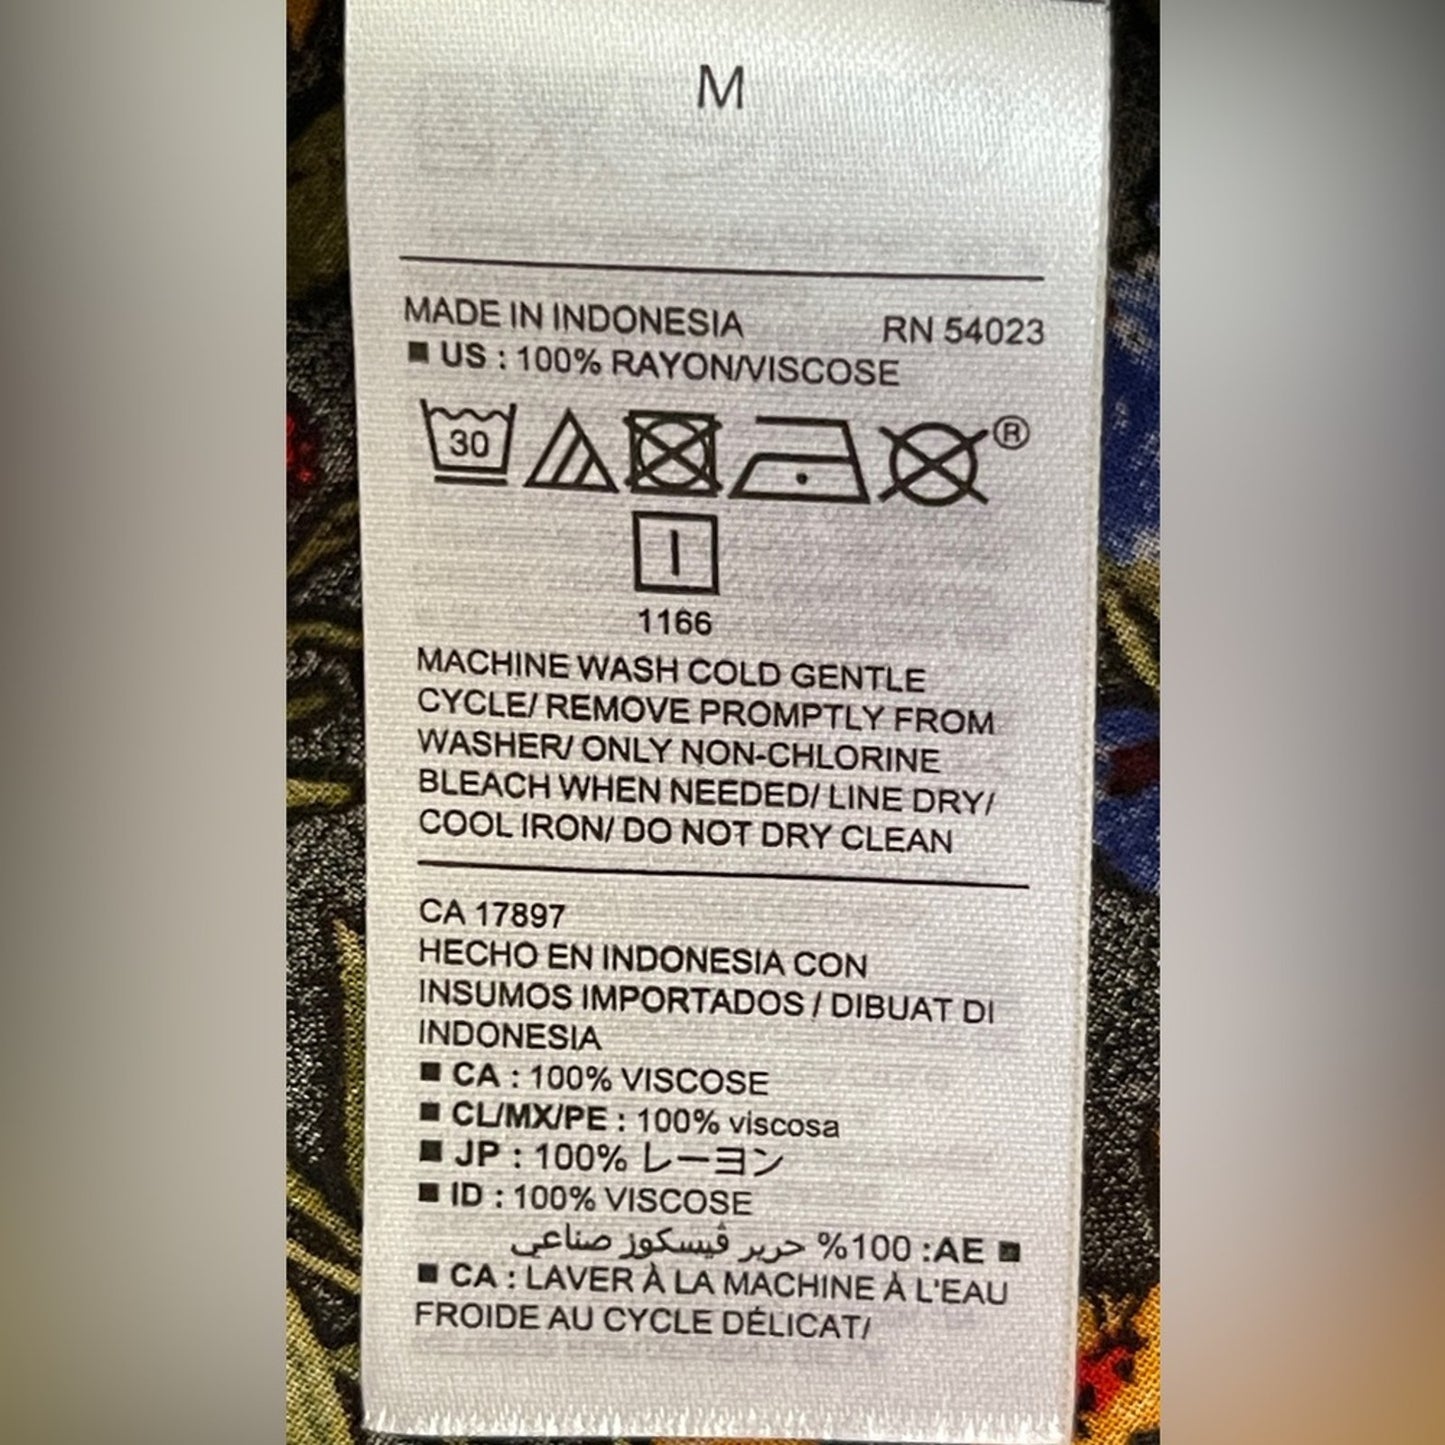 M
MADE IN INDONESIA RN 54023
■ US : 100% RAYON/VISCOSE
30 ®
1166
MACHINE WASH COLD GENTLE
CYCLE/ REMOVE PROMPTLY FROM
WASHER/ ONLY NON-CHLORINE
BLEACH WHEN NEEDED/ LINE DRY/
COOL IRON/ DO NOT DRY CLEAN
CA 17897
HECHO EN INDONESIA CON
INSUMOS IMPORTADOS / DIBUAT DI
INDONESIA
■ CA : 100% VISCOSE
■ CL/MX/PE : 100% viscosa
■ JP : 100% レーヨン
■ ID : 100% VISCOSE
■ AE: 100% حرير ڤيسكوز صناعي
■ CA : LAVER À LA MACHINE À L'EAU
FROIDE AU CYCLE DÉLICAT/